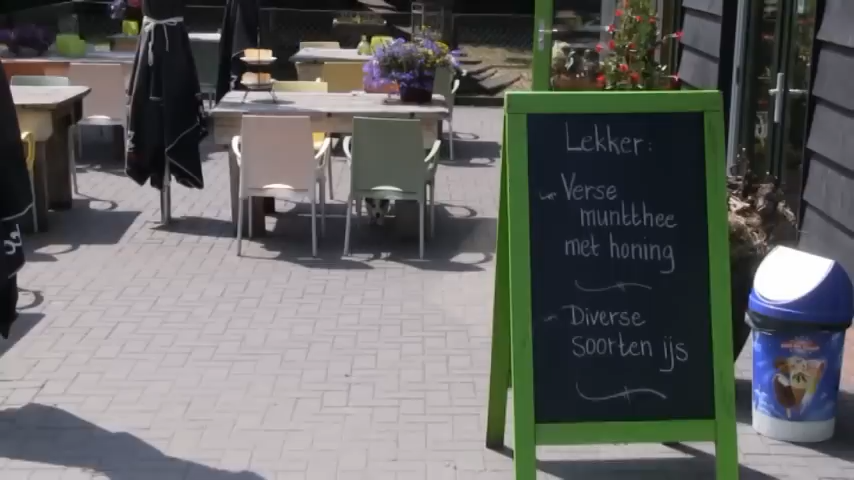 Lekker:
Verse
muntthee
met honing
Diverse
soorten ijs